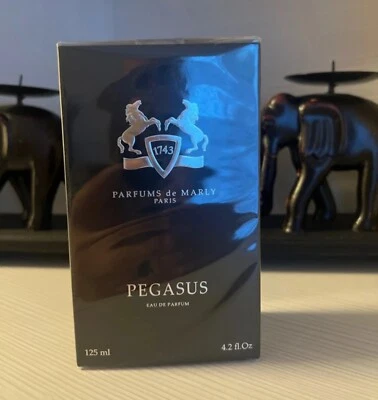 1743
PARFUMS de MARLY
PARIS
PEGASUS
EAU DE PARFUM
125 ml 4.2 fl.Oz